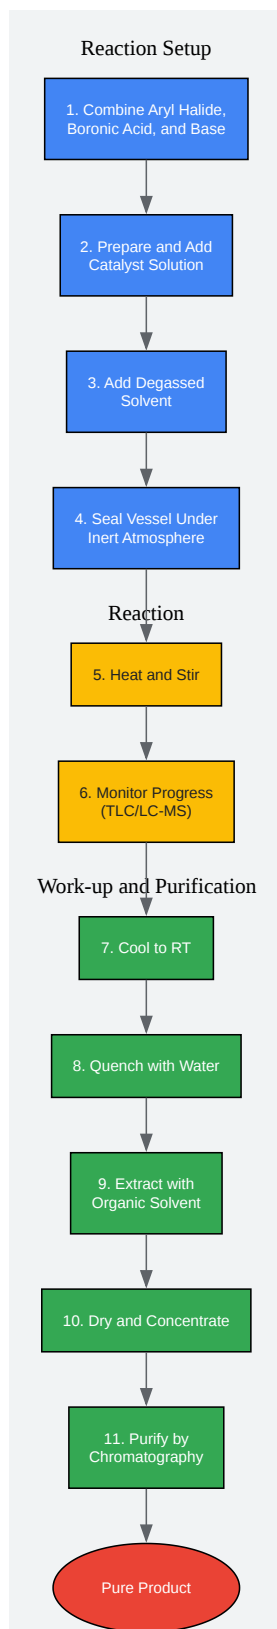 Reaction Setup
1. Combine Aryl Halide,
Boronic Acid, and Base
2. Prepare and Add
Catalyst Solution
3. Add Degassed
Solvent
4. Seal Vessel Under
Inert Atmosphere
Reaction
5. Heat and Stir
6. Monitor Progress
(TLC/LC-MS)
Work-up and Purification
7. Cool to RT
8. Quench with Water
9. Extract with
Organic Solvent
10. Dry and Concentrate
11. Purify by
Chromatography
Pure Product